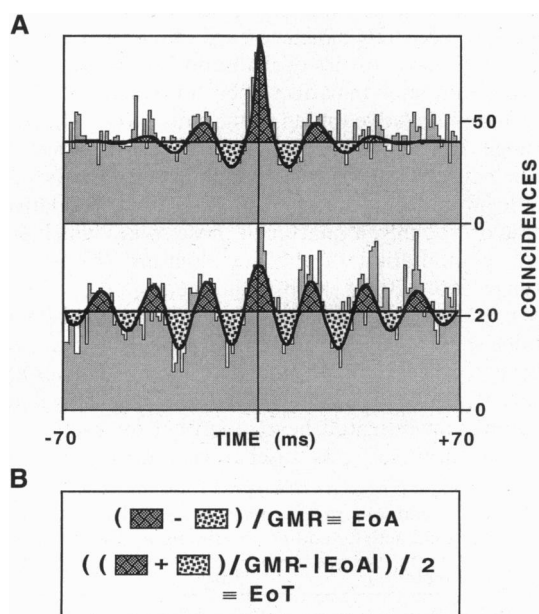 A
50
0
COINCIDENCES
20
0
-70
TIME (ms)
+70
B
( - ) /GMR ≡ EoA
( ( + )/GMR- |EoA| ) / 2
≡ EoT